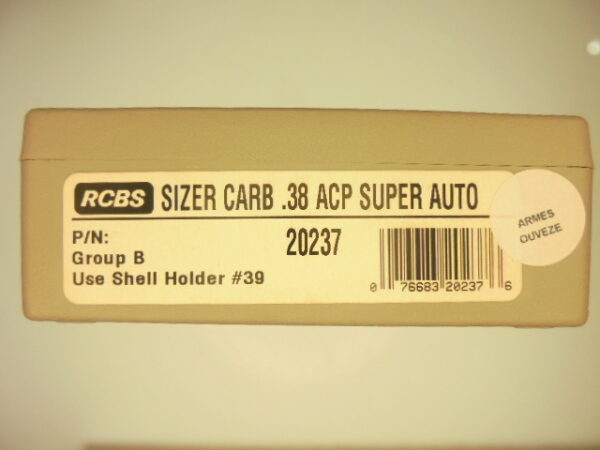 RCBS SIZER CARB .38 ACP SUPER AUTO
P/N: 20237
Group B
Use Shell Holder #39
0 76683 20237 6
ARMES
OUVEZE